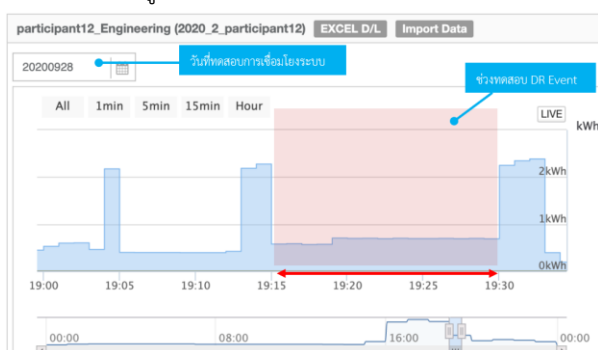 participant12_Engineering (2020_2_participant12) EXCEL D/L Import Data
20200928
วันที่ทดสอบการเชื่อมโยงระบบ
ช่วงทดสอบ DR Event
All 1min 5min 15min Hour LIVE
kWh
2kWh
1kWh
0kWh
19:00 19:05 19:10 19:15 19:20 19:25 19:30
00:00 08:00 16:00 00:00